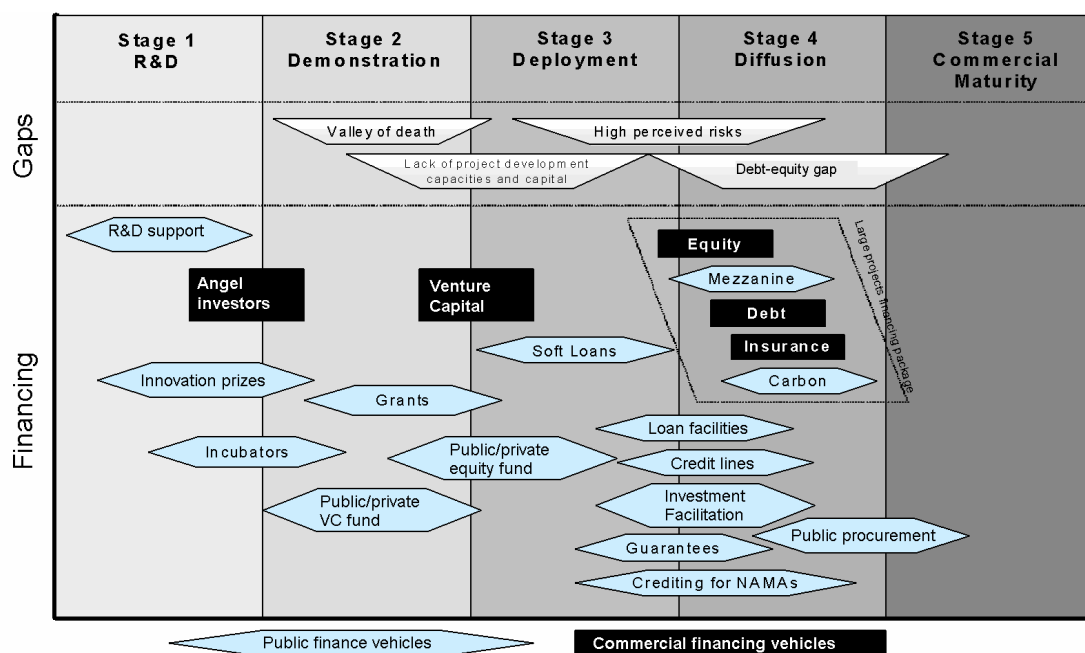 Stage 1
R&D
Stage 2
Demonstration
Stage 3
Deployment
Stage 4
Diffusion
Stage 5
Commercial
Maturity
Gaps
Valley of death
High perceived risks
Lack of project development
capacities and capital
Debt-equity gap
Financing
R&D support
Equity
Mezzanine
Angel
investors
Venture
Capital
Debt
Large projects financing package
Soft Loans
Insurance
Innovation prizes
Carbon
Grants
Loan facilities
Incubators
Public/private
equity fund
Credit lines
Public/private
VC fund
Investment
Facilitation
Public procurement
Guarantees
Crediting for NAMAs
Public finance vehicles
Commercial financing vehicles